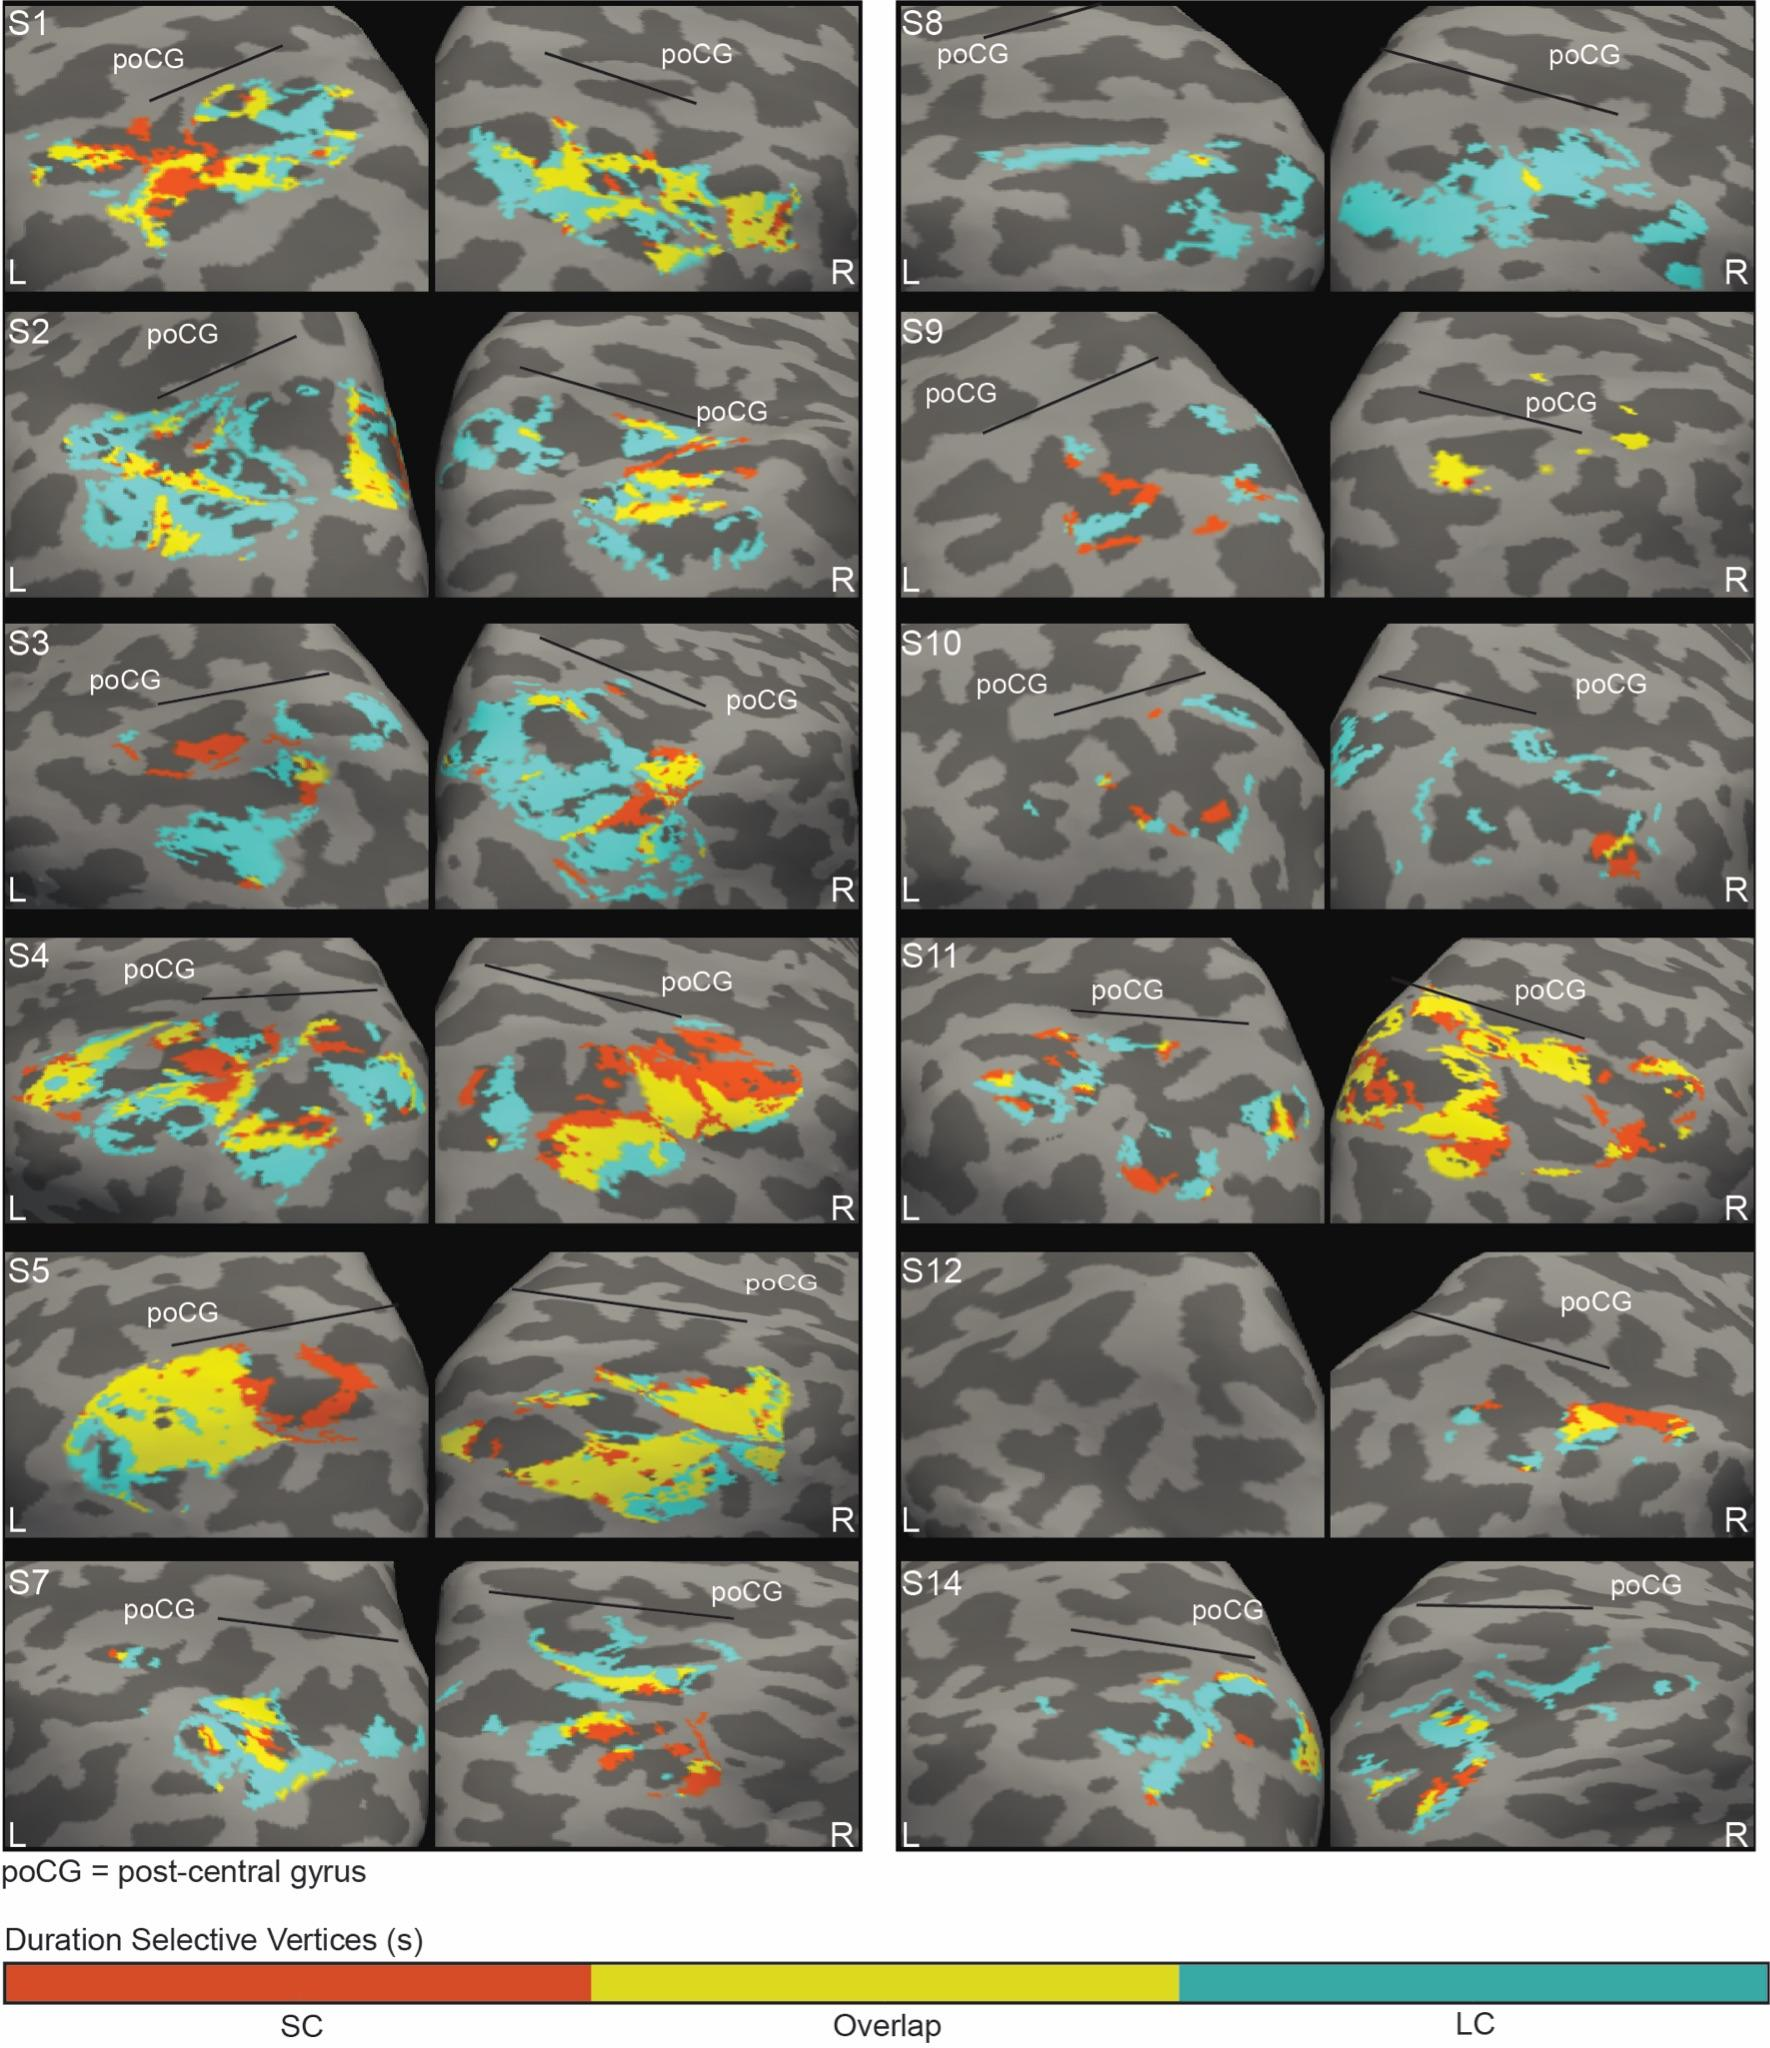 S1
poCG
poCG
L
R
S2
poCG
poCG
L
R
S3
poCG
poCG
L
R
S4
poCG
poCG
L
R
S5
poCG
poCG
L
R
S7
poCG
poCG
L
R
S8
poCG
poCG
L
R
S9
poCG
poCG
L
R
S10
poCG
poCG
L
R
S11
poCG
poCG
L
R
S12
poCG
L
R
S14
poCG
poCG
L
R
poCG = post-central gyrus
Duration Selective Vertices (s)
SC
Overlap
LC